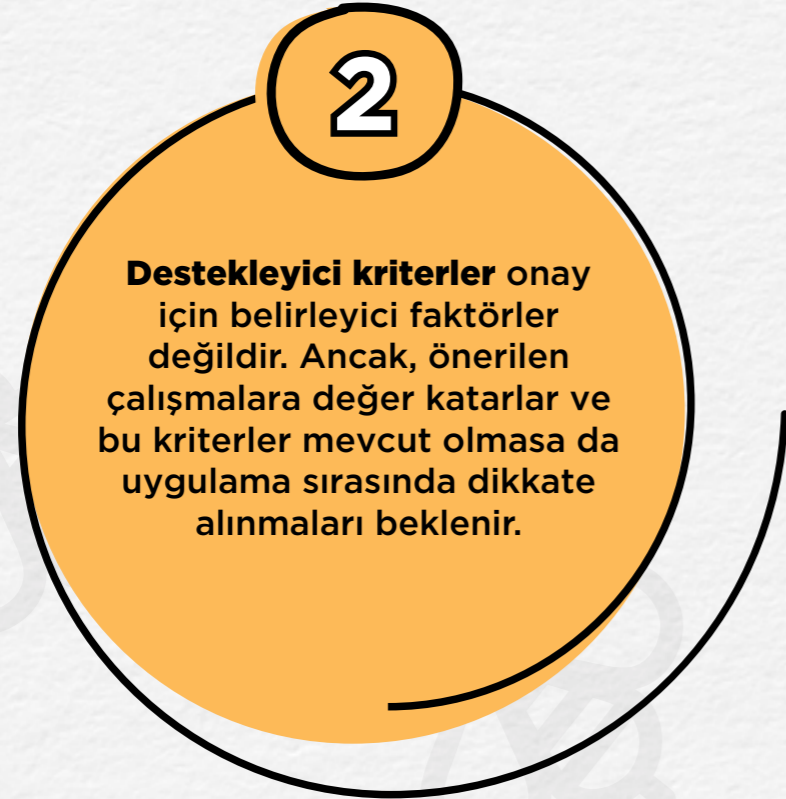 2
Destekleyici kriterler onay
için belirleyici faktörler
değildir. Ancak, önerilen
çalışmalara değer katarlar ve
bu kriterler mevcut olmasa da
uygulama sırasında dikkate
alınmaları beklenir.